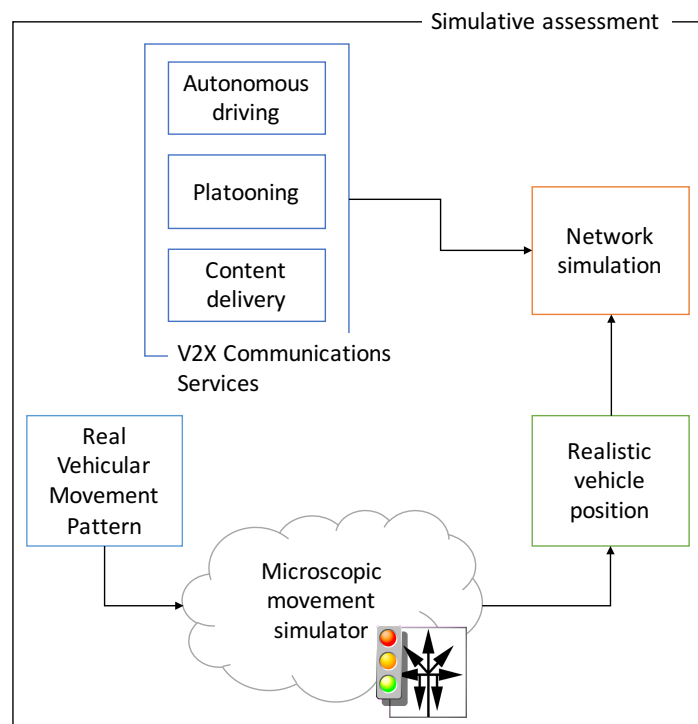 Simulative assessment
Autonomous
driving
Platooning
Content
delivery
V2X Communications
Services
Network
simulation
Real
Vehicular
Movement
Pattern
Realistic
vehicle
position
Microscopic
movement
simulator